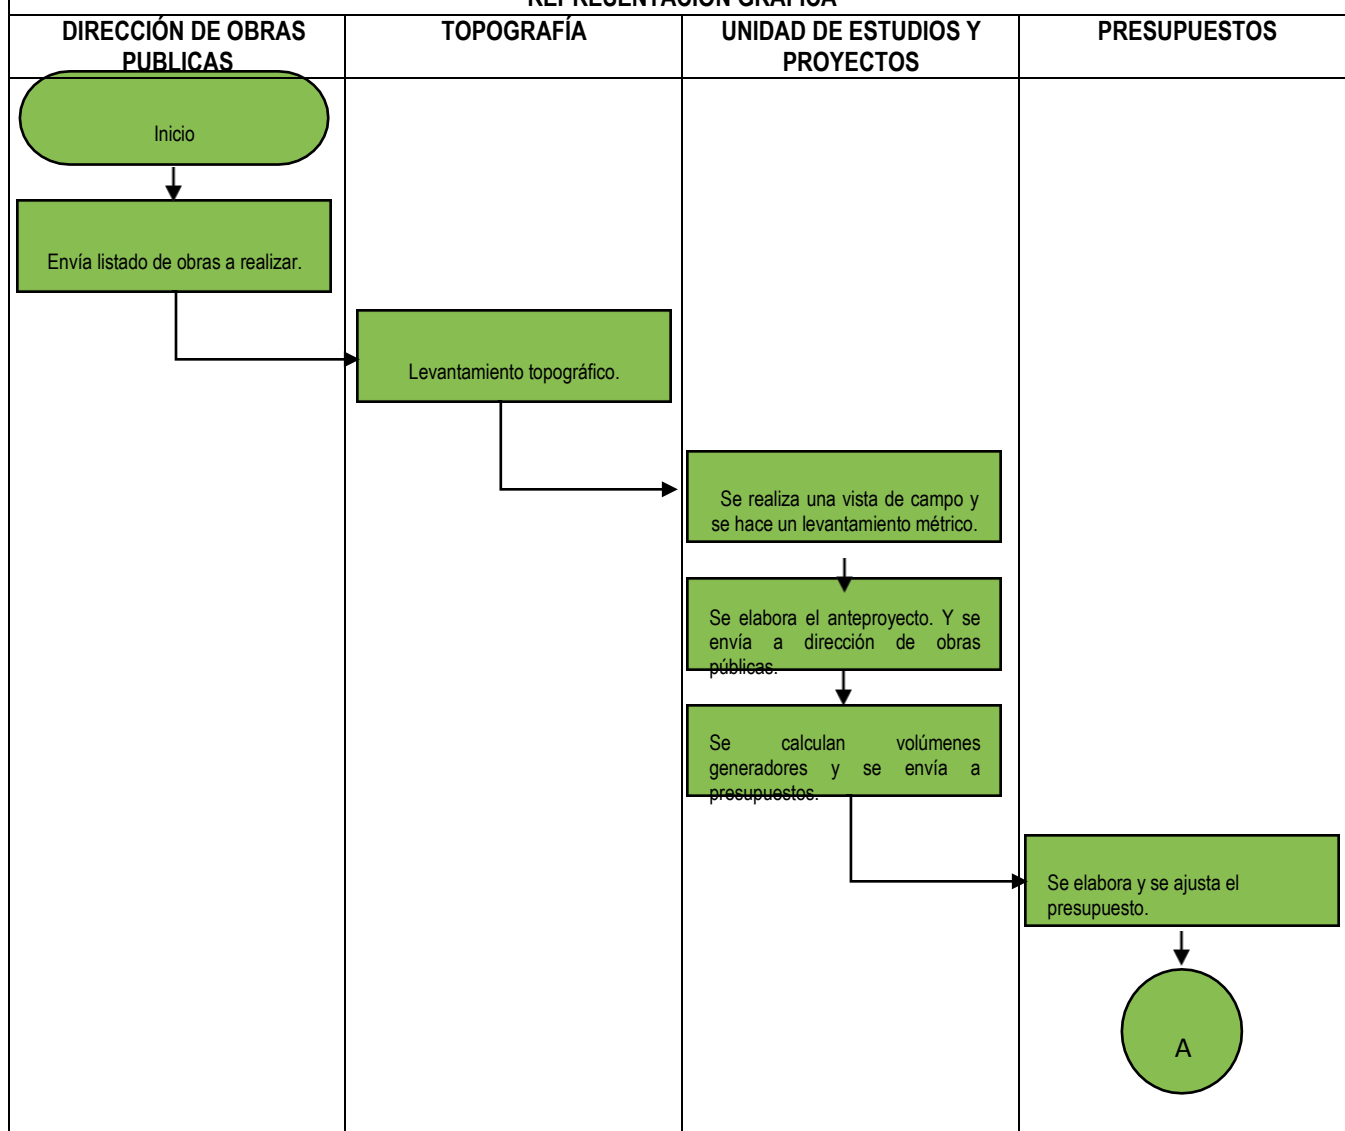 REPRESENTACIÓN GRÁFICA
DIRECCIÓN DE OBRAS
PUBLICAS
TOPOGRAFÍA
UNIDAD DE ESTUDIOS Y
PROYECTOS
PRESUPUESTOS
Inicio
Envía listado de obras a realizar.
Levantamiento topográfico.
Se realiza una vista de campo y
se hace un levantamiento métrico.
Se elabora el anteproyecto. Y se
envía a dirección de obras
públicas.
Se calculan volúmenes
generadores y se envía a
presupuestos.
Se elabora y se ajusta el
presupuesto.
A